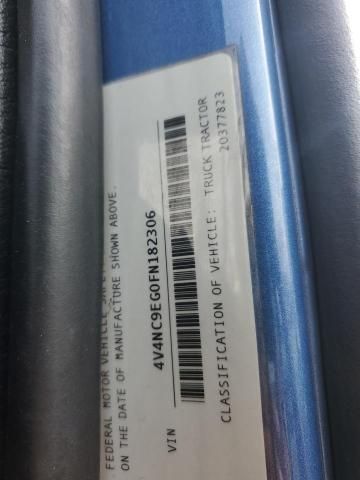 FEDERAL MOTOR VEHICLE
ON THE DATE OF MANUFACTURE SHOWN ABOVE.
4V4NC9EG0FN182306
VIN
CLASSIFICATION OF VEHICLE: TRUCK TRACTOR
20377823